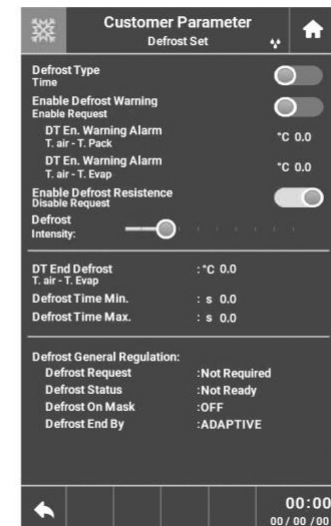 Customer Parameter
Defrost Set
Defrost Type
Time
Enable Defrost Warning
Enable Request
DT En. Warning Alarm
T. air - T. Pack
°C 0.0
DT En. Warning Alarm
T. air - T. Evap
°C 0.0
Enable Defrost Resistence
Disable Request
Defrost
Intensity:
DT End Defrost :°C 0.0
T. air - T. Evap
Defrost Time Min. : s 0.0
Defrost Time Max. : s 0.0
Defrost General Regulation:
Defrost Request :Not Required
Defrost Status :Not Ready
Defrost On Mask :OFF
Defrost End By :ADAPTIVE
00:00
00 / 00 / 00